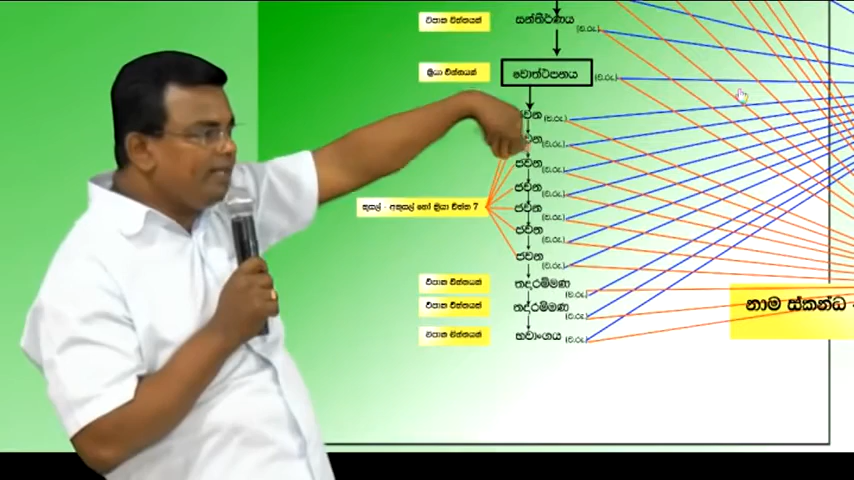 විපාක චිත්තයක්
සන්තීරණය
(චි.රූ.)
ක්‍රියා චිත්තයක්
වොත්ථපනය
(චි.රූ.)
ජවන (චි.රූ.)
(චි.රූ.)
ජවන
(චි.රූ.)
ජවන
(චි.රූ.)
කුසල් - අකුසල් හෝ ක්‍රියා චිත්ත 7
ජවන
(චි.රූ.)
ජවන
(චි.රූ.)
ජවන
(චි.රූ.)
විපාක චිත්තයක්
තදාරම්මණ
(චි.රූ.)
විපාක චිත්තයක්
තදාරම්මණ
(චි.රූ.)
නාම ස්කන්ධ
විපාක චිත්තයක්
භවාංගය
(චි.රූ.)